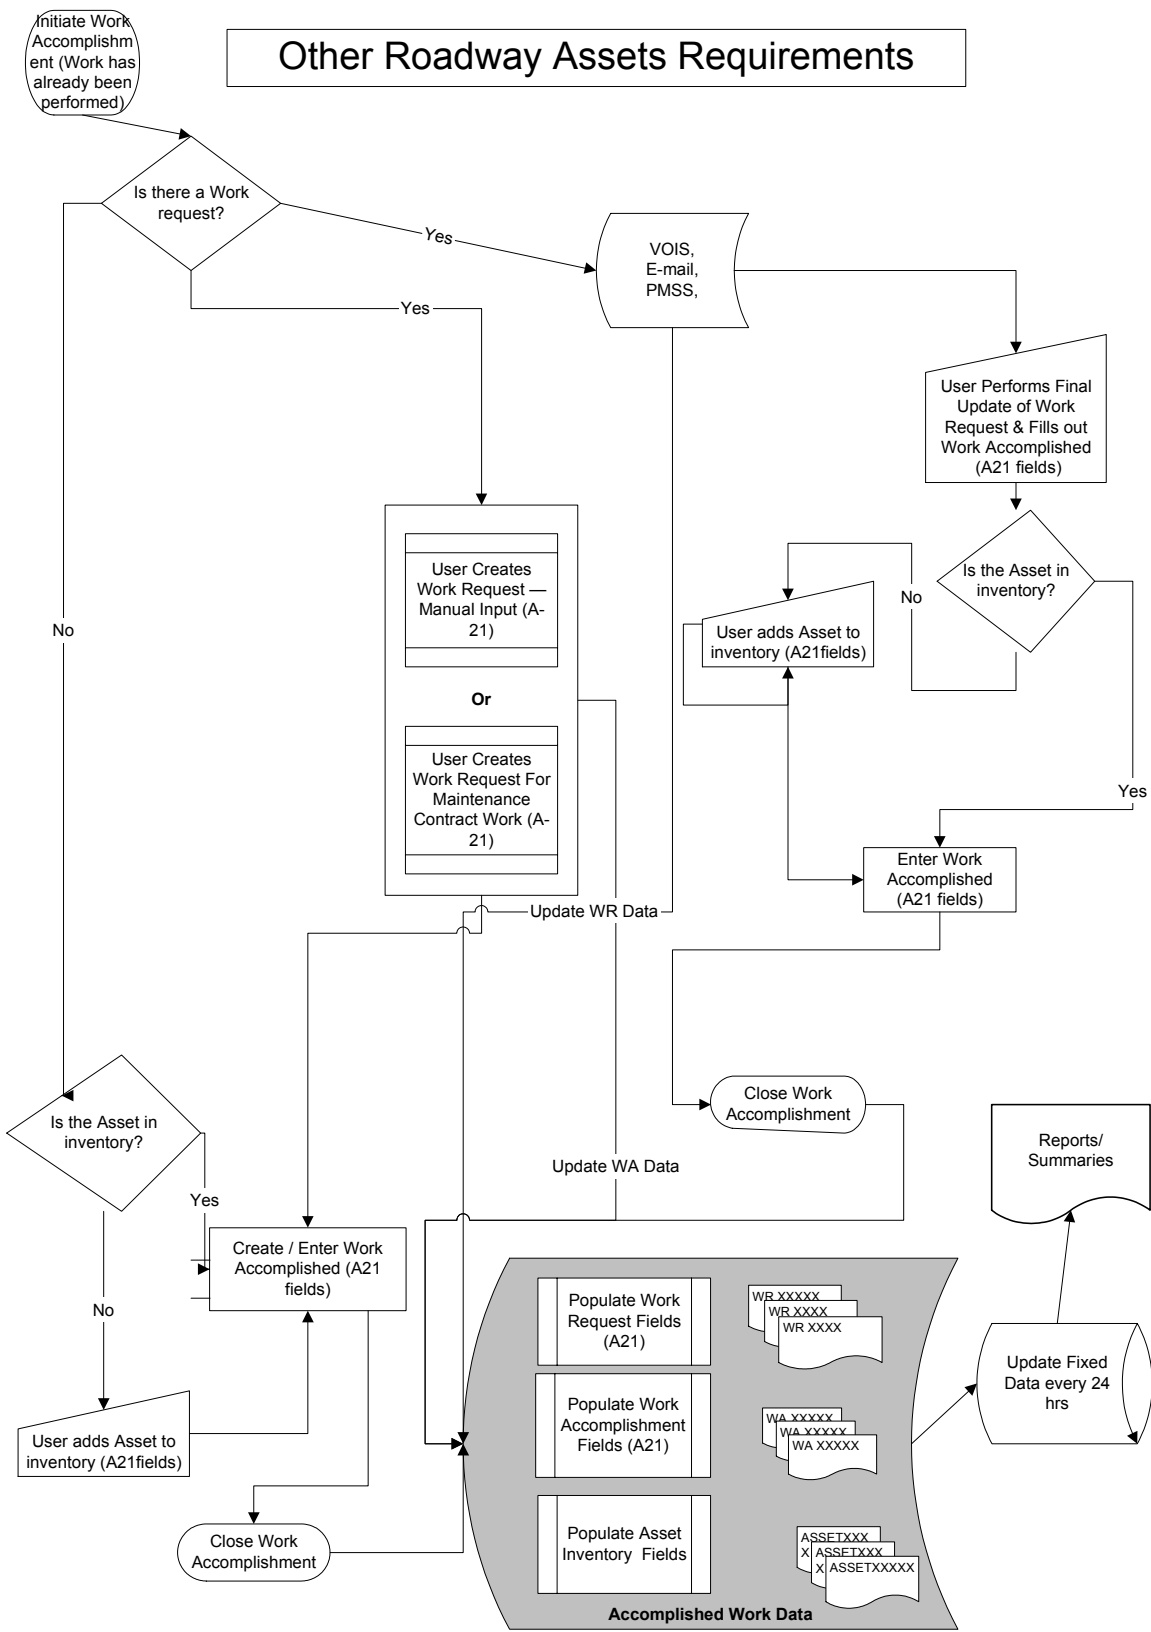 Initiate Work
Accomplishm
ent (Work has
already been
performed)
Other Roadway Assets Requirements
Is there a Work
request?
Yes
VOIS,
E-mail,
PMSS,
Yes
User Performs Final
Update of Work
Request & Fills out
Work Accomplished
(A21 fields)
User Creates
Work Request —
Manual Input (A-
21)
Is the Asset in
inventory?
No
No
User adds Asset to
inventory (A21fields)
Or
User Creates
Work Request For
Maintenance
Contract Work (A-
21)
Yes
Enter Work
Accomplished
(A21 fields)
Update WR Data
Close Work
Accomplishment
Is the Asset in
inventory?
Reports/
Summaries
Update WA Data
Yes
Create / Enter Work
Accomplished (A21
fields)
No
Populate Work
Request Fields
(A21)
WR XXXXX
WR XXXX
WR XXXX
Update Fixed
Data every 24
hrs
Populate Work
Accomplishment
Fields (A21)
WA XXXXX
WA XXXXX
WA XXXXX
User adds Asset to
inventory (A21fields)
Close Work
Accomplishment
Populate Asset
Inventory Fields
ASSETXXX
X
ASSETXXX
X
ASSETXXXXX
Accomplished Work Data